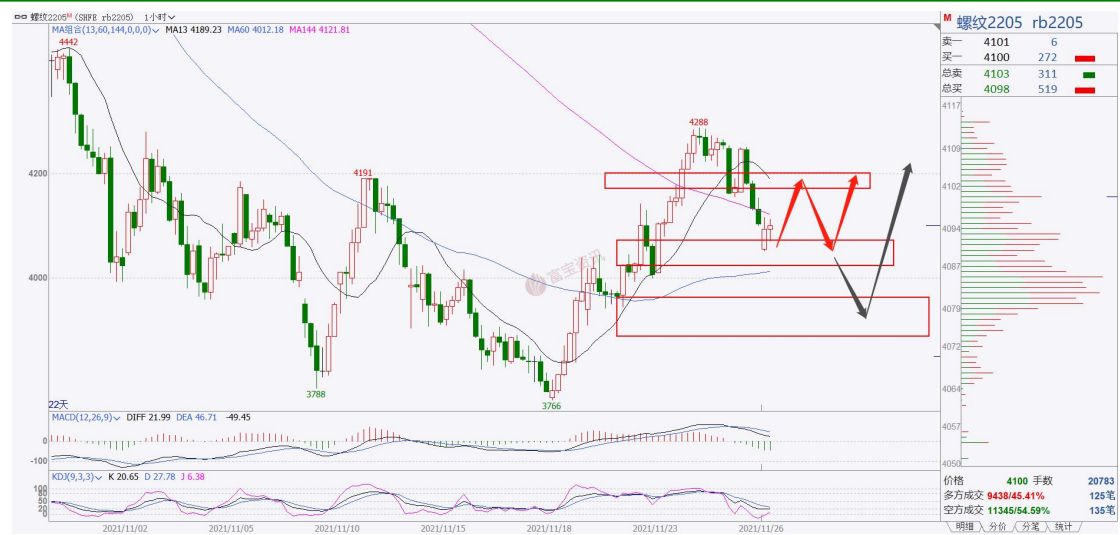 螺纹2205M (SHFE rb2205) 1小时
MA组合(13,60,144,0,0,0) MA13 4189.23 MA60 4012.18 MA144 4121.81
4442
4288
4200
4191
4000
富宝资讯
3788
3766
22天
MACD(12,26,9) DIFF 21.99 DEA 46.71 -49.45
0
-100
KDJ(9,3,3) K 20.65 D 27.78 J 6.38
100
80
50
20
0
2021/11/02 2021/11/05 2021/11/10 2021/11/15 2021/11/18 2021/11/23 2021/11/26
M 螺纹2205 rb2205
卖一 4101 6
买一 4100 272
总卖 4103 311
总买 4098 519
4117
4109
4102
4094
4087
4079
4072
4064
4057
4050
价格 4100 手数 20783
多方成交 9438/45.41% 125笔
空方成交 11345/54.59% 135笔
明细 分价 分笔 统计